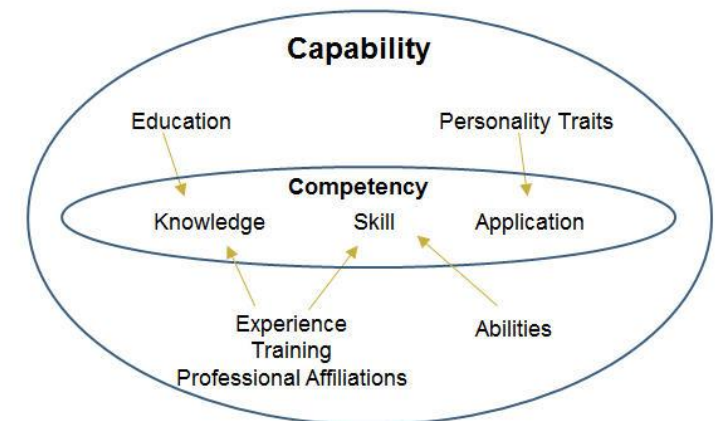 Capability
Education
Personality Traits
Competency
Knowledge
Skill
Application
Experience
Training
Professional Affiliations
Abilities